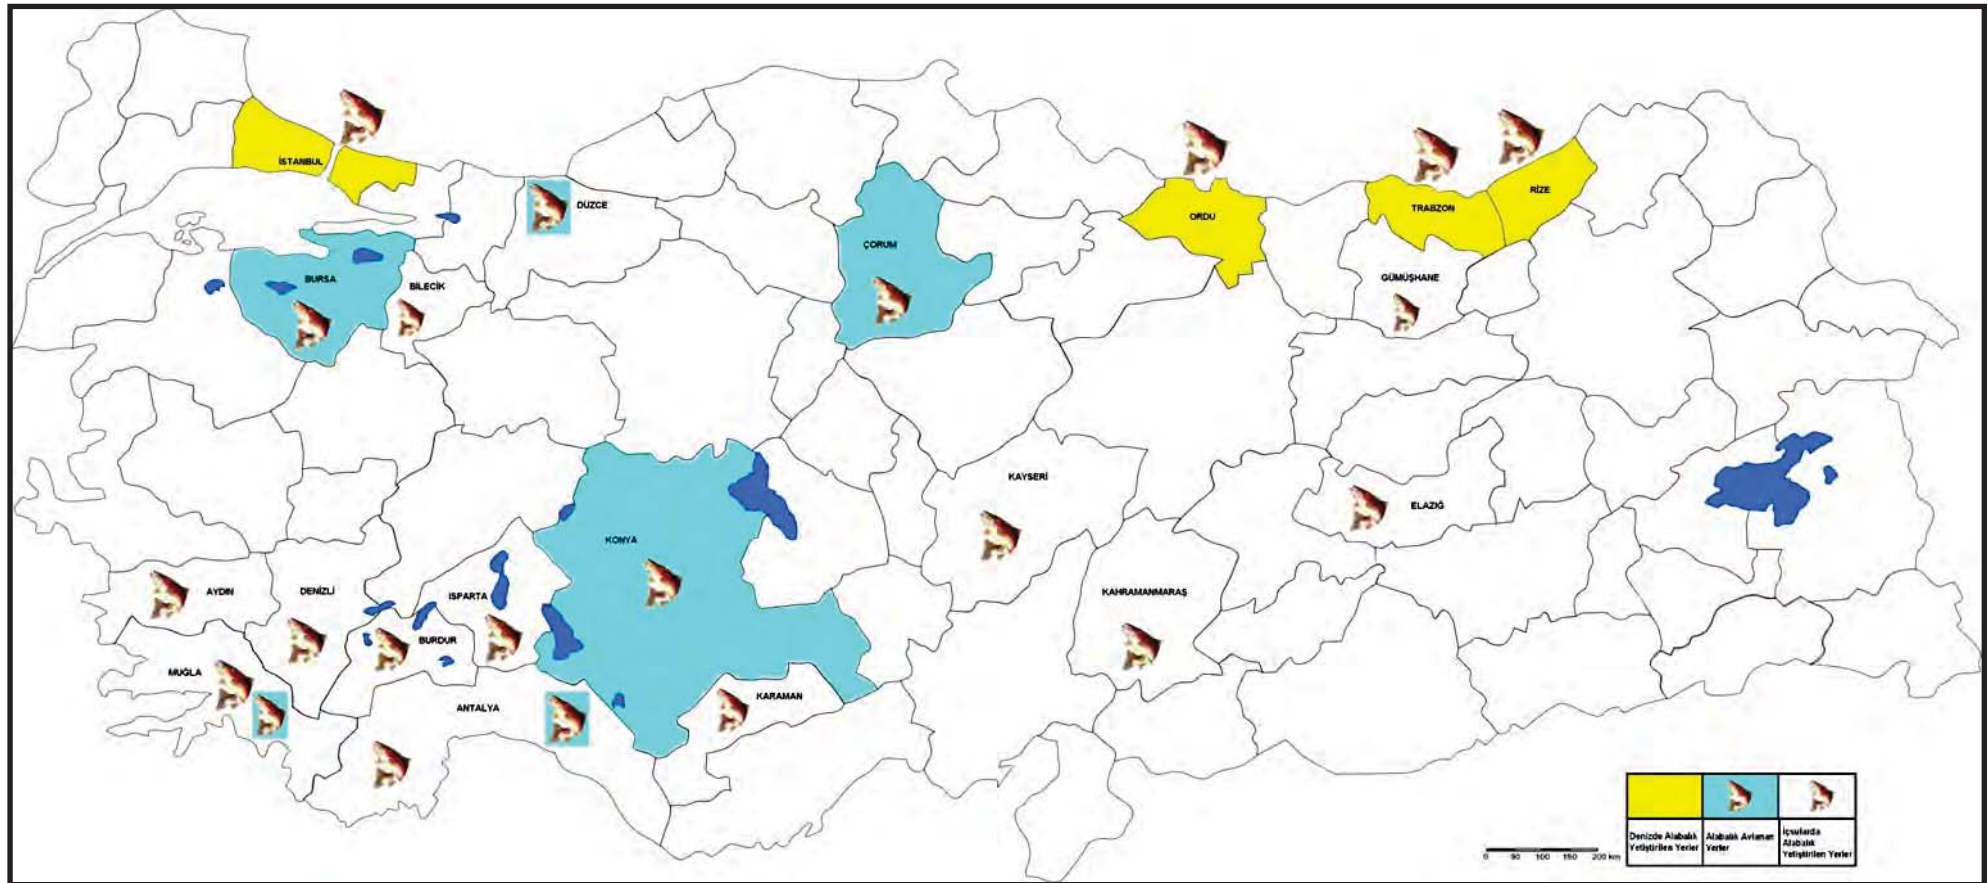 İSTANBUL
DÜZCE
ÇORUM
ORDU
TRABZON
RİZE
GÜMÜŞHANE
BURSA
BİLECİK
KONYA
KAYSERİ
ELAZIĞ
AYDIN
DENİZLİ
ISPARTA
KAHRAMANMARAŞ
BURDUR
MUĞLA
ANTALYA
KARAMAN
0 50 100 150 200 km
Denizde Alabalık
Yetiştirilen Yerler
Alabalık Avlanan
Yerler
İçsularda
Alabalık
Yetiştirilen Yerler